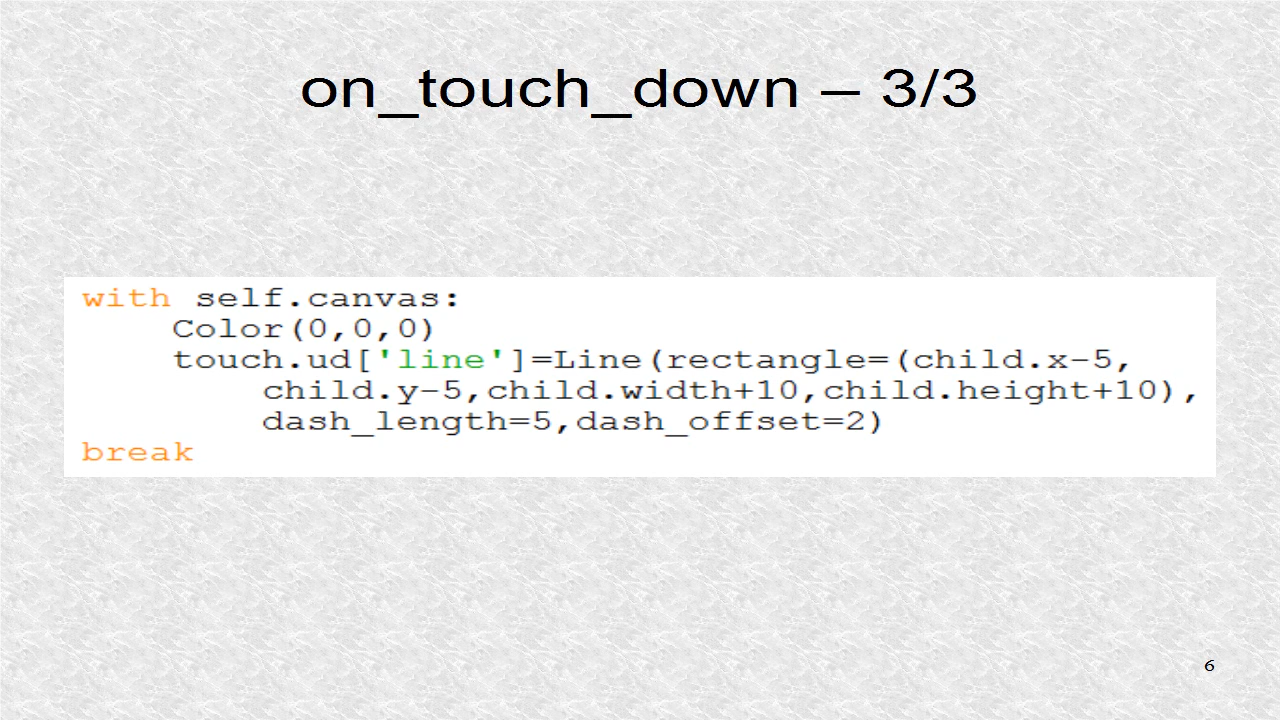 on_touch_down – 3/3
with self.canvas:
Color(0,0,0)
touch.ud['line']=Line(rectangle=(child.x-5,
child.y-5,child.width+10,child.height+10),
dash_length=5,dash_offset=2)
break
6